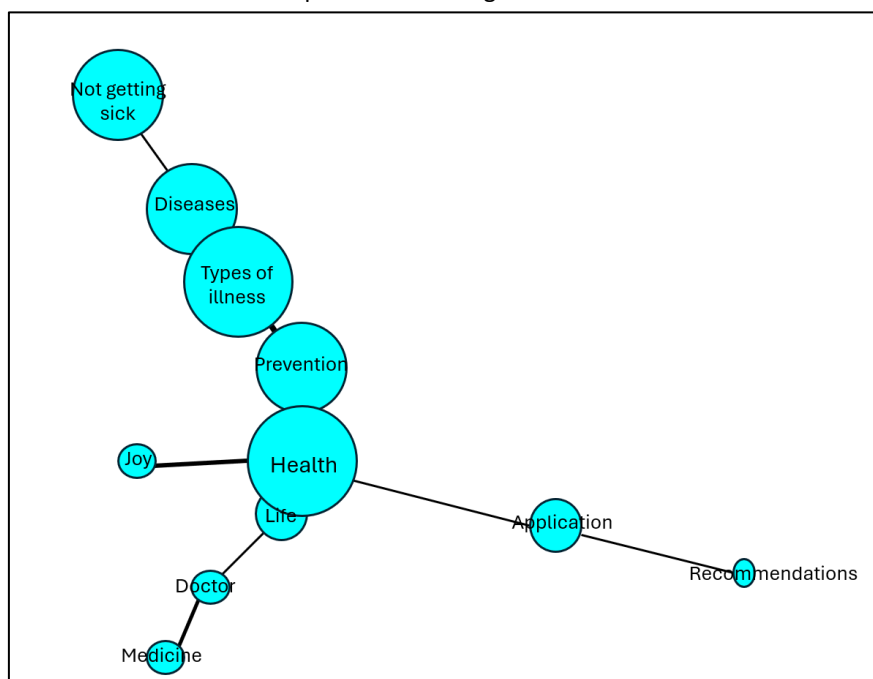 Not getting
sick
Diseases
Types of
illness
Prevention
Joy
Health
Life
Application
Doctor
Recommendations
Medicine